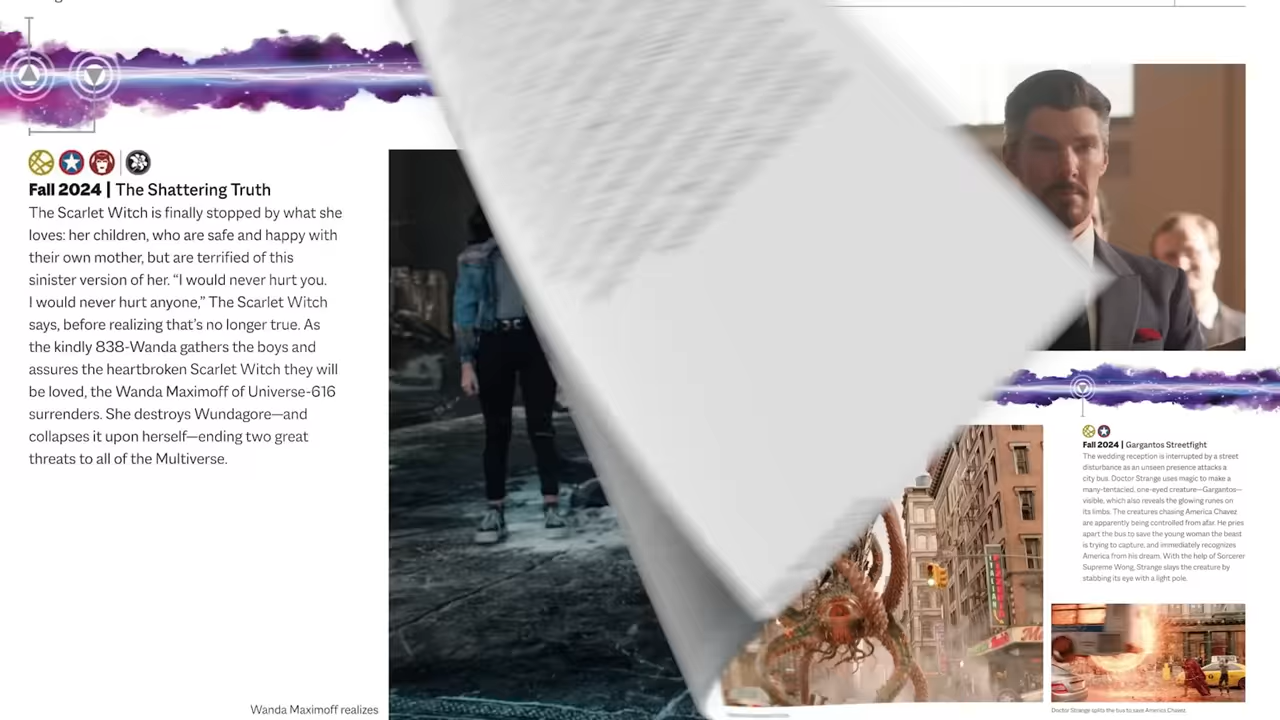 Fall 2024 | The Shattering Truth
The Scarlet Witch is finally stopped by what she
loves: her children, who are safe and happy with
their own mother, but are terrified of this
sinister version of her. “I would never hurt you.
I would never hurt anyone,” The Scarlet Witch
says, before realizing that’s no longer true. As
the kindly 838-Wanda gathers the boys and
assures the heartbroken Scarlet Witch they will
be loved, the Wanda Maximoff of Universe-616
surrenders. She destroys Wundagore—and
collapses it upon herself—ending two great
threats to all of the Multiverse.
Wanda Maximoff realizes
Fall 2024 | Gargantos Streetfight
The wedding reception is interrupted by a street
disturbance as an unseen presence attacks a
city bus. Doctor Strange uses magic to make a
many-tentacled, one-eyed creature—Gargantos—
visible, which also reveals the glowing runes on
its limbs. The creatures chasing America Chavez
are apparently being controlled from afar. He pries
apart the bus to save the young woman the beast
is trying to capture, and immediately recognizes
America from his dream. With the help of Sorcerer
Supreme Wong, Strange slays the creature by
stabbing its eye with a light pole.
Doctor Strange splits the bus to save America Chavez.
ITALIAN